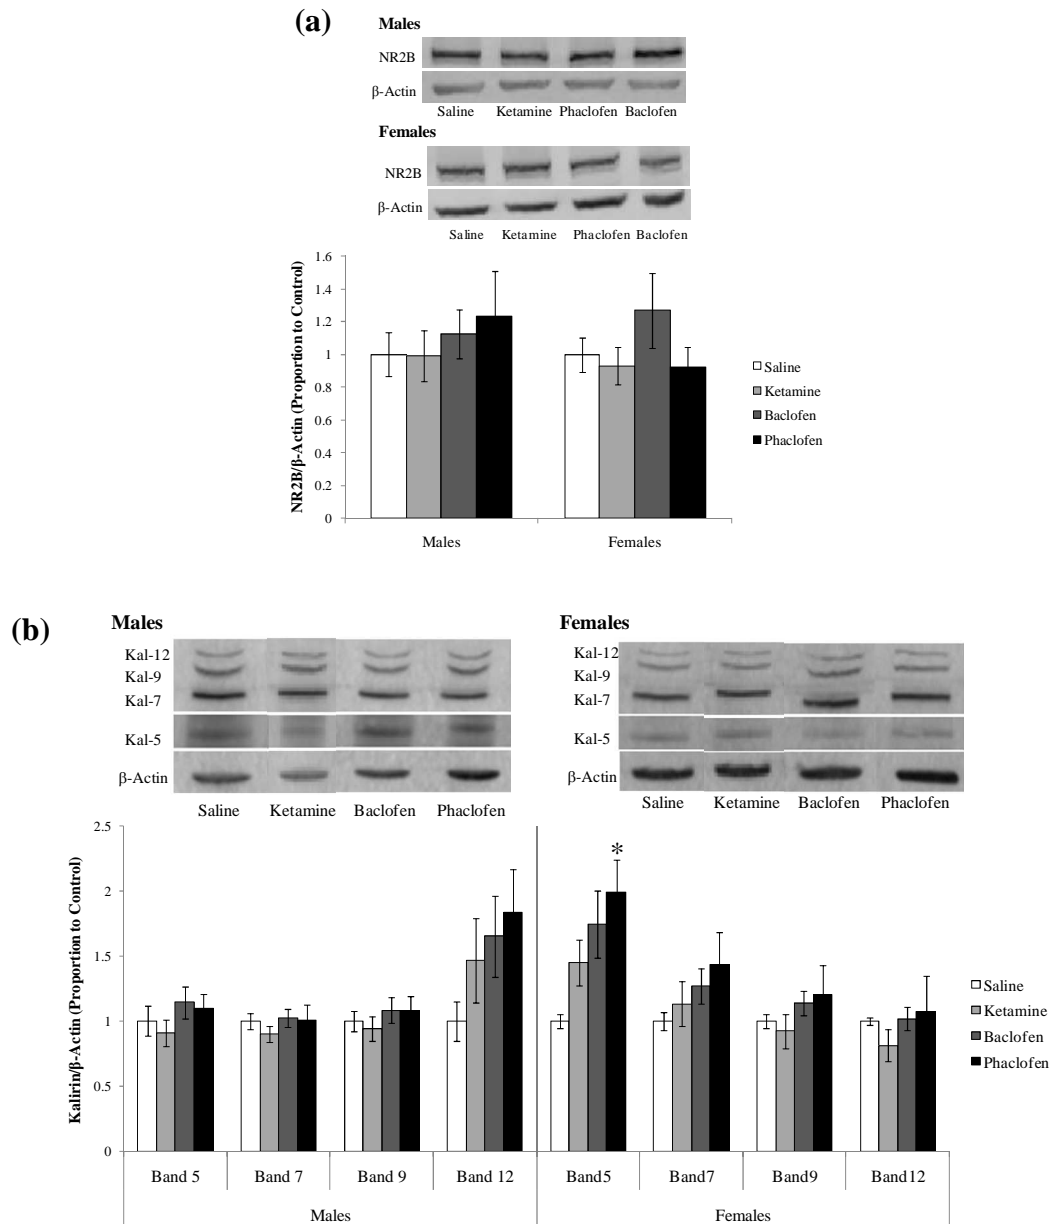 (a)
Males
NR2B
β-Actin
Saline Ketamine Phaclofen Baclofen
Females
NR2B
β-Actin
Saline Ketamine Phaclofen Baclofen
NR2B/β-Actin (Proportion to Control)
1.6
1.4
1.2
1
0.8
0.6
0.4
0.2
0
Males Females
Saline
Ketamine
Baclofen
Phaclofen
(b)
Males
Kal-12
Kal-9
Kal-7
Kal-5
β-Actin
Saline Ketamine Baclofen Phaclofen
Females
Kal-12
Kal-9
Kal-7
Kal-5
β-Actin
Saline Ketamine Baclofen Phaclofen
Kalirin/β-Actin (Proportion to Control)
2.5
2
1.5
1
0.5
0
*
Band 5 Band 7 Band 9 Band 12 Band5 Band7 Band9 Band12
Males Females
Saline
Ketamine
Baclofen
Phaclofen